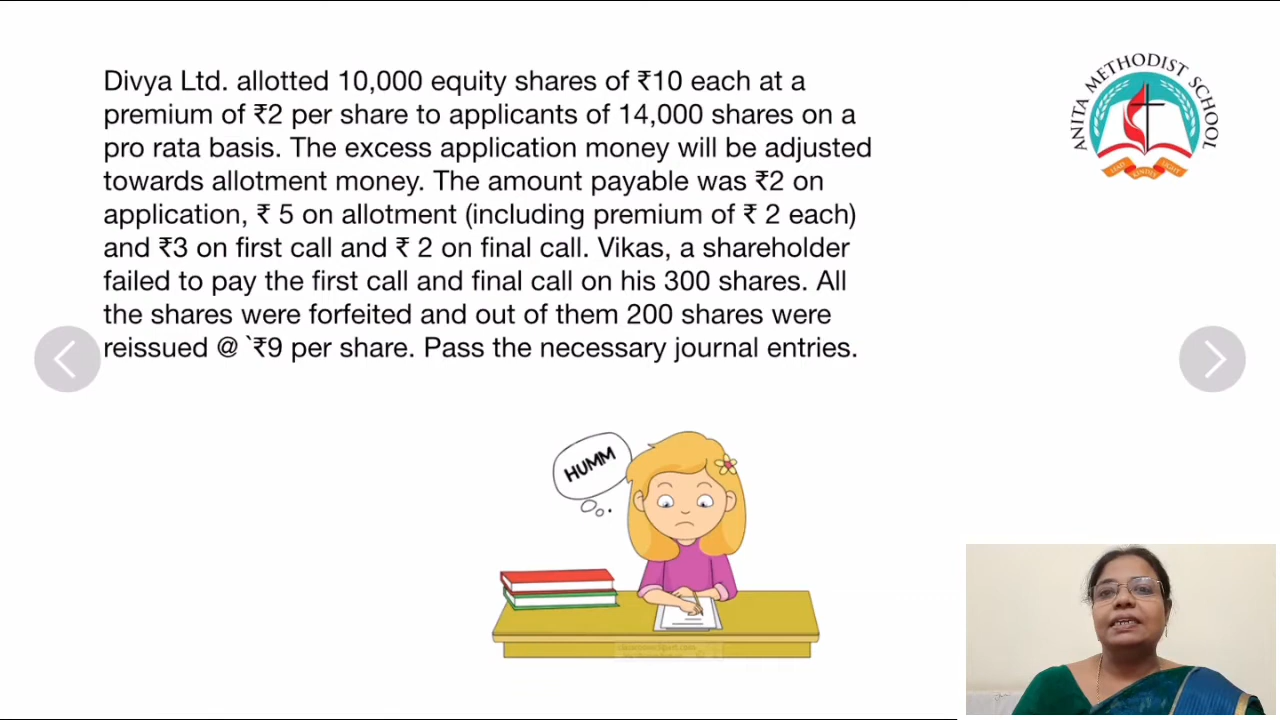 Divya Ltd. allotted 10,000 equity shares of ₹10 each at a
premium of ₹2 per share to applicants of 14,000 shares on a
pro rata basis. The excess application money will be adjusted
towards allotment money. The amount payable was ₹2 on
application, ₹ 5 on allotment (including premium of ₹ 2 each)
and ₹3 on first call and ₹ 2 on final call. Vikas, a shareholder
failed to pay the first call and final call on his 300 shares. All
the shares were forfeited and out of them 200 shares were
reissued @ `₹9 per share. Pass the necessary journal entries.
ANITA METHODIST SCHOOL
HUMM